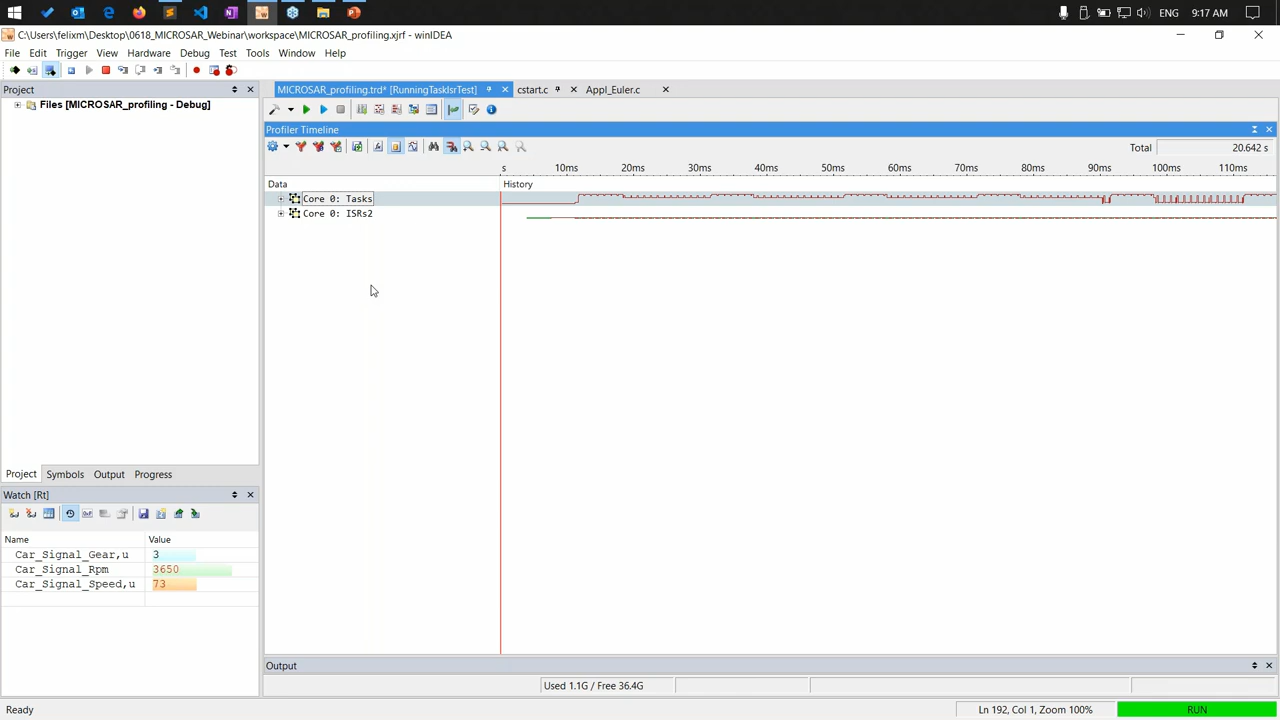 ENG 9:17 AM
C:\Users\felixm\Desktop\0618_MICROSAR_Webinar\workspace\MICROSAR_profiling.xjrf - winIDEA
File Edit Trigger View Hardware Debug Test Tools Window Help
Project
Files [MICROSAR_profiling - Debug]
MICROSAR_profiling.trd* [RunningTaskIsrTest] cstart.c Appl_Euler.c
Profiler Timeline
Total 20.642 s
s 10ms 20ms 30ms 40ms 50ms 60ms 70ms 80ms 90ms 100ms 110ms
Data History
Core 0: Tasks
Core 0: ISRs2
Project Symbols Output Progress
Watch [Rt]
Name Value
Car_Signal_Gear,u 3
Car_Signal_Rpm 3650
Car_Signal_Speed,u 73
Output
Used 1.1G / Free 36.4G
Ready Ln 192, Col 1, Zoom 100% RUN